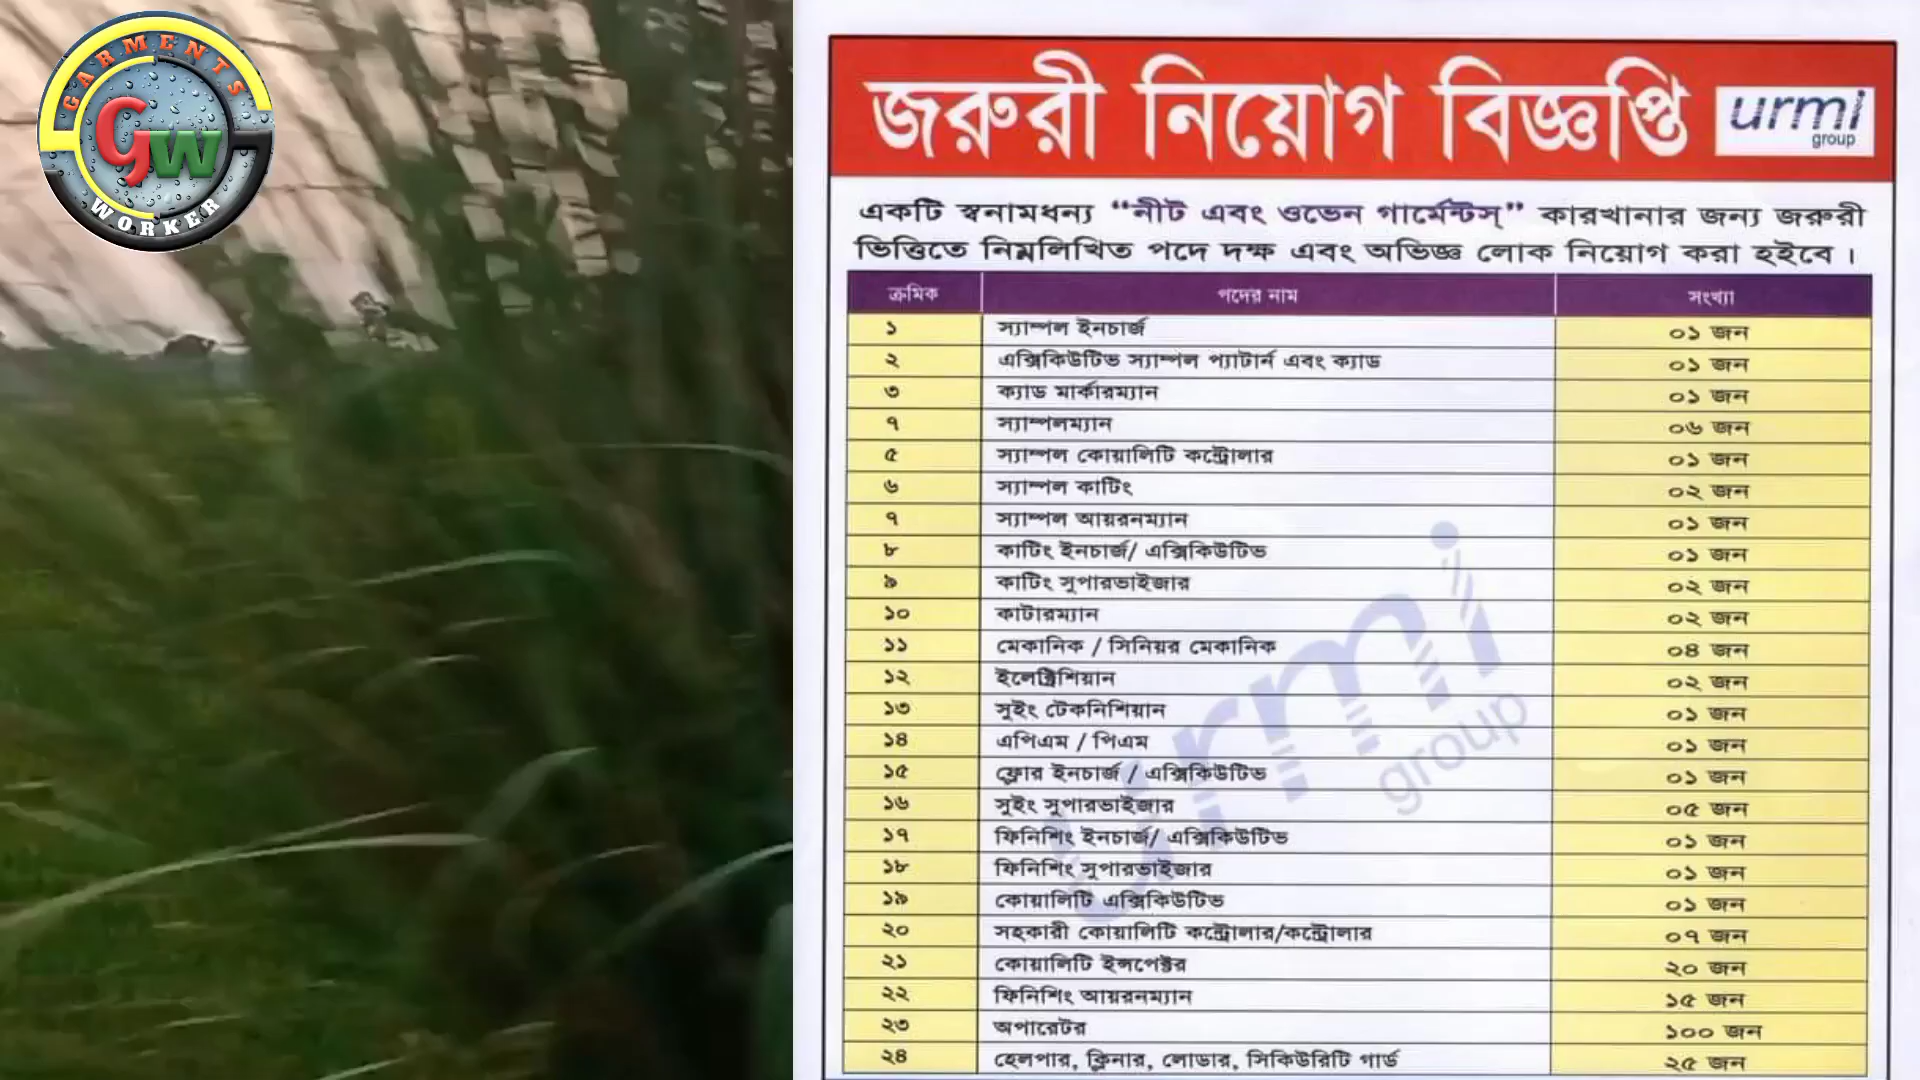 GARMENTS
GW
WORKER
জরুরী নিয়োগ বিজ্ঞপ্তি
urmi
group
একটি স্বনামধন্য “নীট এবং ওভেন গার্মেন্টস্” কারখানার জন্য জরুরী
ভিত্তিতে নিম্নলিখিত পদে দক্ষ এবং অভিজ্ঞ লোক নিয়োগ করা হইবে।
ক্রমিক পদের নাম সংখ্যা
১ স্যাম্পল ইনচার্জ ০১ জন
২ এক্সিকিউটিভ স্যাম্পল প্যাটার্ন এবং ক্যাড ০১ জন
৩ ক্যাড মার্কারম্যান ০১ জন
৭ স্যাম্পলম্যান ০৬ জন
৫ স্যাম্পল কোয়ালিটি কন্ট্রোলার ০১ জন
৬ স্যাম্পল কাটিং ০২ জন
৭ স্যাম্পল আয়রনম্যান ০১ জন
৮ কাটিং ইনচার্জ/ এক্সিকিউটিভ ০১ জন
৯ কাটিং সুপারভাইজার ০২ জন
১০ কাটারম্যান ০২ জন
১১ মেকানিক / সিনিয়র মেকানিক ০৪ জন
১২ ইলেক্ট্রিশিয়ান ০২ জন
১৩ সুইং টেকনিশিয়ান ০১ জন
১৪ এপিএম / পিএম ০১ জন
১৫ ফ্লোর ইনচার্জ / এক্সিকিউটিভ ০১ জন
১৬ সুইং সুপারভাইজার ০৫ জন
১৭ ফিনিশিং ইনচার্জ/ এক্সিকিউটিভ ০১ জন
১৮ ফিনিশিং সুপারভাইজার ০১ জন
১৯ কোয়ালিটি এক্সিকিউটিভ ০১ জন
২০ সহকারী কোয়ালিটি কন্ট্রোলার/কন্ট্রোলার ০৭ জন
২১ কোয়ালিটি ইন্সপেক্টর ২০ জন
২২ ফিনিশিং আয়রনম্যান ১৫ জন
২৩ অপারেটর ১০০ জন
২৪ হেলপার, ক্লিনার, লোডার, সিকিউরিটি গার্ড ২৫ জন
urmi
group